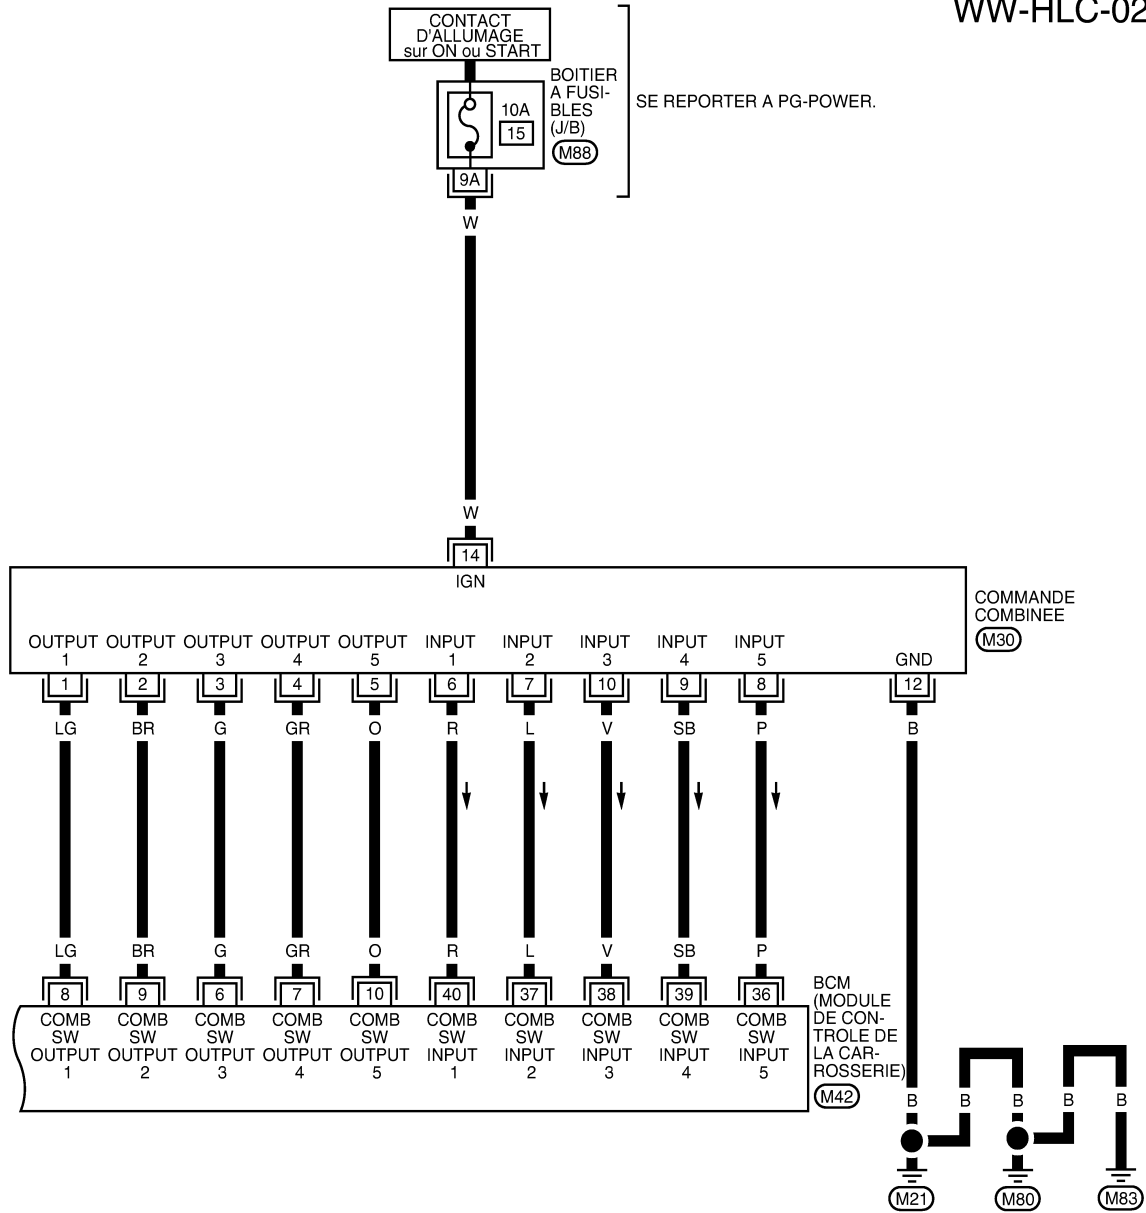 WW-HLC-02
CONTACT
D'ALLUMAGE
sur ON ou START
BOITIER
A FUSI-
BLES
(J/B)
M88
10A
15
SE REPORTER A PG-POWER.
9A
W
W
14
IGN
COMMANDE
COMBINEE
M30
OUTPUT OUTPUT OUTPUT OUTPUT OUTPUT INPUT INPUT INPUT INPUT INPUT
1 2 3 4 5 1 2 3 4 5 GND
1 2 3 4 5 6 7 10 9 8 12
LG BR G GR O R L V SB P B
LG BR G GR O R L V SB P
8 9 6 7 10 40 37 38 39 36
COMB COMB COMB COMB COMB COMB COMB COMB COMB COMB
SW SW SW SW SW SW SW SW SW SW
OUTPUT OUTPUT OUTPUT OUTPUT OUTPUT INPUT INPUT INPUT INPUT INPUT
1 2 3 4 5 1 2 3 4 5
BCM
(MODULE
DE CON-
TROLE DE
LA CAR-
ROSSERIE)
M42
B B B B B
M21 M80 M83